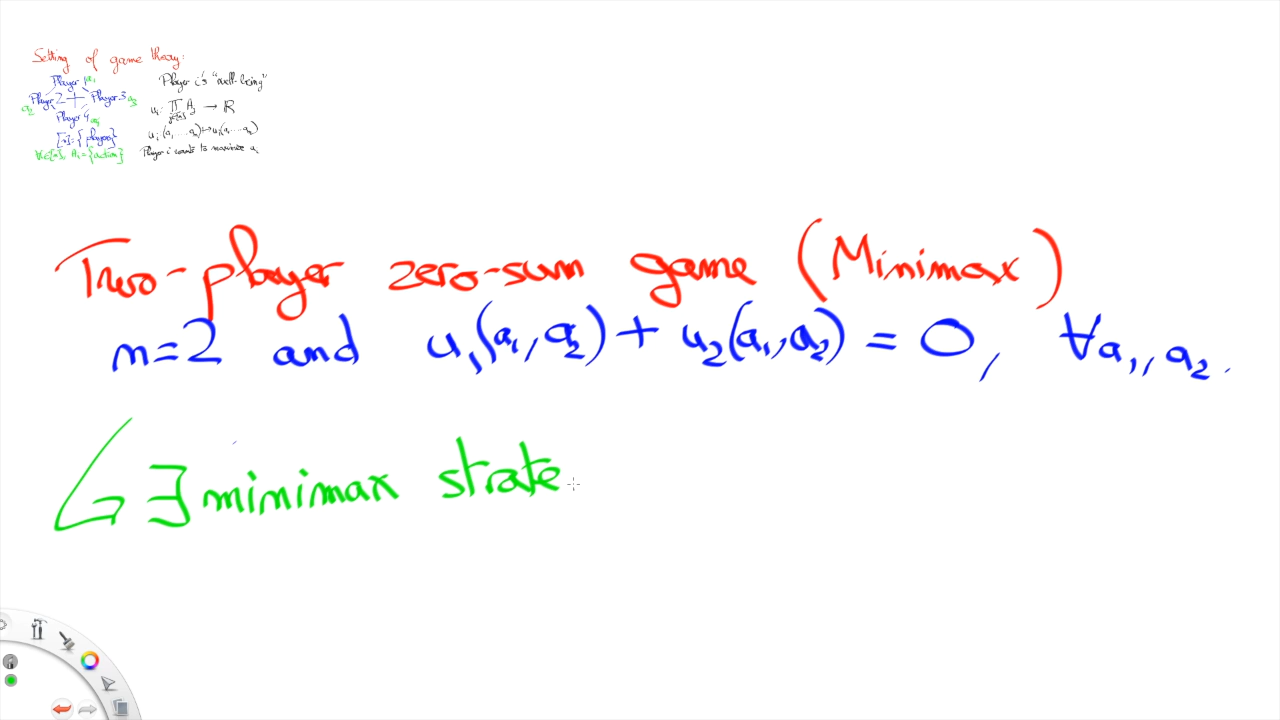 Setting of game theory:
Player 1 a₁
a₂ Player 2 Player 3 a₃
Player 4 a₄
[n] = {players}
∀i∈[n], Aᵢ = {action}
Player i's "well-being"
uᵢ: ∏ Aⱼ → ℝ
j∈[n]
uᵢ: (a₁ ... aₙ) ↦ uᵢ(a₁ ... aₙ)
Player i wants to maximize
Two-player zero-sum game (Minimax)
n=2 and u₁(a₁, a₂) + u₂(a₁, a₂) = 0, ∀a₁, a₂.
↳ ∃ minimax strate